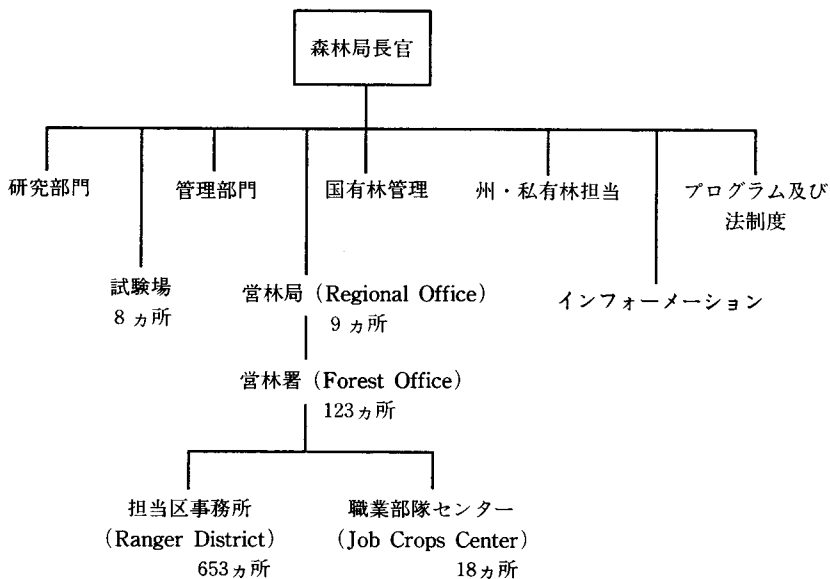 森林局長官
研究部門
管理部門
国有林管理
州・私有林担当
プログラム及び
法制度
試験場
8ヵ所
営林局 (Regional Office)
9ヵ所
インフォーメーション
営林署 (Forest Office)
123ヵ所
担当区事務所
(Ranger District)
653ヵ所
職業部隊センター
(Job Crops Center)
18ヵ所